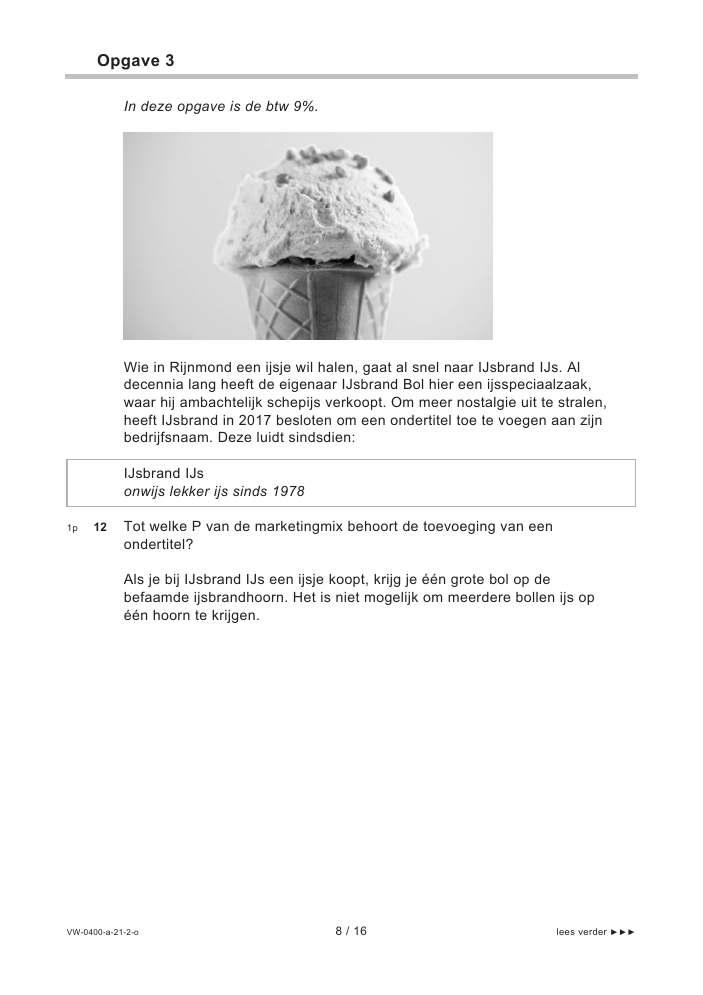 Opgave 3
In deze opgave is de btw 9%.
Wie in Rijnmond een ijsje wil halen, gaat al snel naar IJsbrand IJs. Al
decennia lang heeft de eigenaar IJsbrand Bol hier een ijsspeciaalzaak,
waar hij ambachtelijk schepijs verkoopt. Om meer nostalgie uit te stralen,
heeft IJsbrand in 2017 besloten om een ondertitel toe te voegen aan zijn
bedrijfsnaam. Deze luidt sindsdien:
IJsbrand IJs
onwijs lekker ijs sinds 1978
1p 12 Tot welke P van de marketingmix behoort de toevoeging van een
ondertitel?
Als je bij IJsbrand IJs een ijsje koopt, krijg je één grote bol op de
befaamde ijsbrandhoorn. Het is niet mogelijk om meerdere bollen ijs op
één hoorn te krijgen.
VW-0400-a-21-2-o 8 / 16 lees verder ►►►